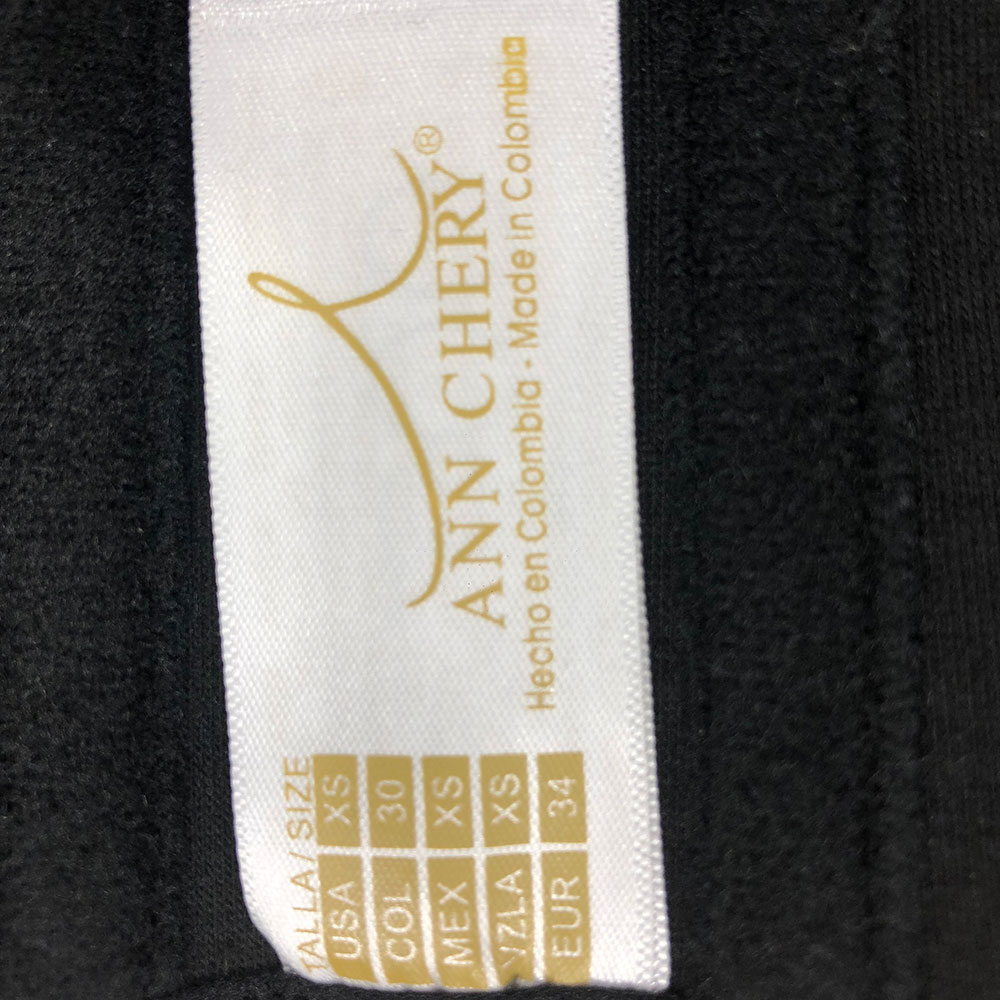 TALLA/ SIZE
USA XS
COL 30
MEX XS
VZLA XS
EUR 34
ANN CHERY®
Hecho en Colombia - Made in Colombia